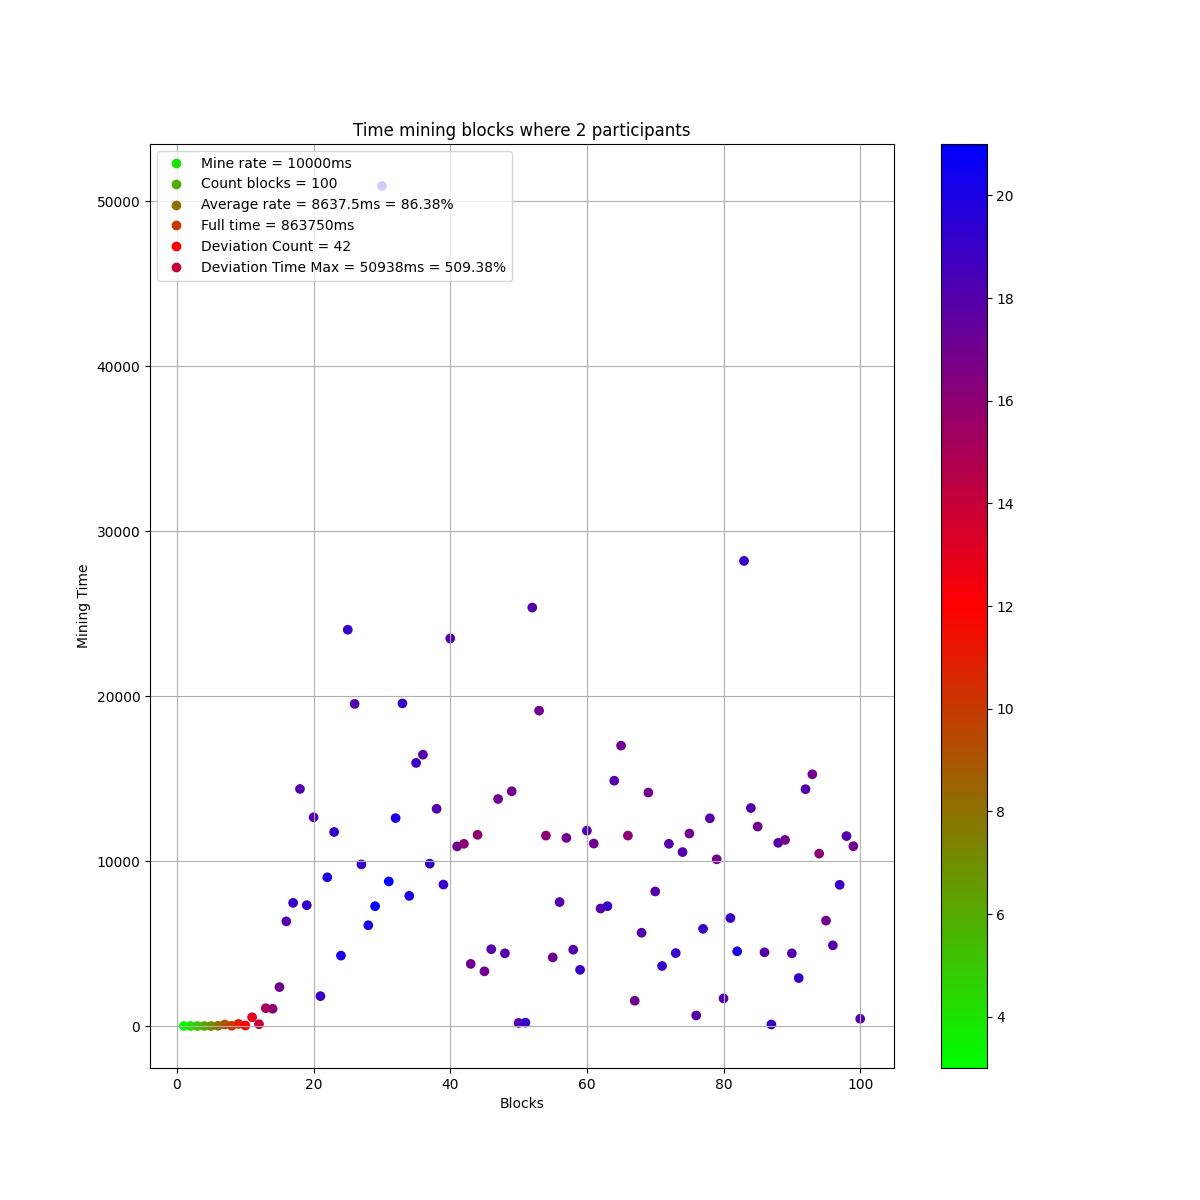 Time mining blocks where 2 participants
Mine rate = 10000ms
Count blocks = 100
Average rate = 8637.5ms = 86.38%
Full time = 863750ms
Deviation Count = 42
Deviation Time Max = 50938ms = 509.38%
50000
40000
30000
20000
10000
0
Mining Time
0 20 40 60 80 100
Blocks
20
18
16
14
12
10
8
6
4